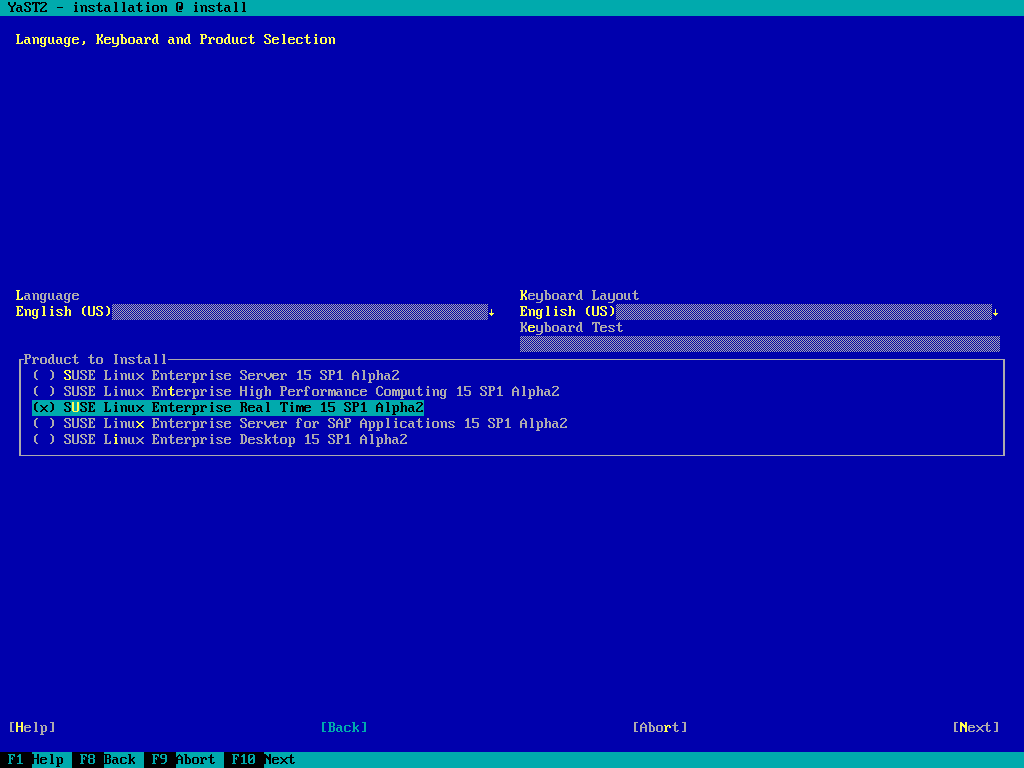 YaST2 - installation @ install
Language, Keyboard and Product Selection
Language
English (US)↓
Keyboard Layout
English (US)↓
Keyboard Test
Product to Install
( ) SUSE Linux Enterprise Server 15 SP1 Alpha2
( ) SUSE Linux Enterprise High Performance Computing 15 SP1 Alpha2
(x) SUSE Linux Enterprise Real Time 15 SP1 Alpha2
( ) SUSE Linux Enterprise Server for SAP Applications 15 SP1 Alpha2
( ) SUSE Linux Enterprise Desktop 15 SP1 Alpha2
[Help] [Back] [Abort] [Next]
F1 Help F8 Back F9 Abort F10 Next